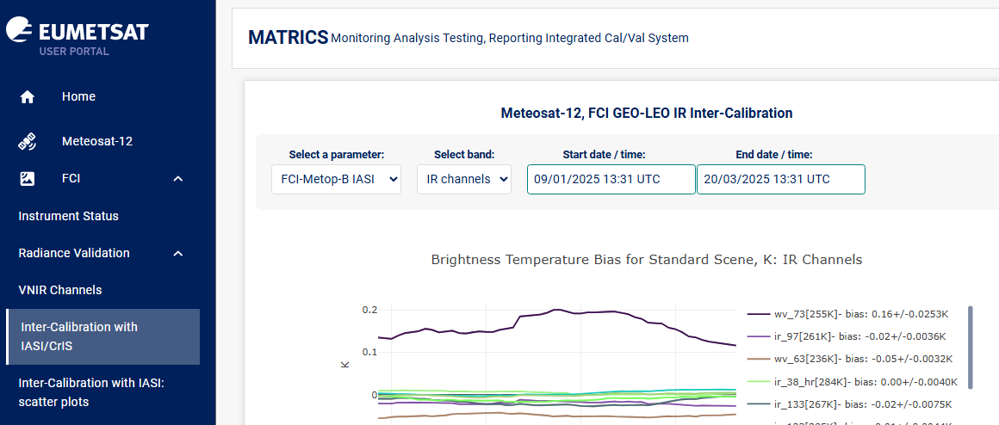 EUMETSAT
USER PORTAL
Home
Meteosat-12
FCI
Instrument Status
Radiance Validation
VNIR Channels
Inter-Calibration with
IASI/CrIS
Inter-Calibration with IASI:
scatter plots
MATRICS Monitoring Analysis Testing, Reporting Integrated Cal/Val System
Meteosat-12, FCI GEO-LEO IR Inter-Calibration
Select a parameter: Select band: Start date / time: End date / time:
FCI-Metop-B IASI IR channels 09/01/2025 13:31 UTC 20/03/2025 13:31 UTC
Brightness Temperature Bias for Standard Scene, K: IR Channels
0.2
0.1
K
0
wv_73[255K]- bias: 0.16+/-0.0253K
ir_97[261K]- bias: -0.02+/-0.0036K
wv_63[236K]- bias: -0.05+/-0.0032K
ir_38_hr[284K]- bias: 0.00+/-0.0040K
ir_133[267K]- bias: -0.02+/-0.0075K